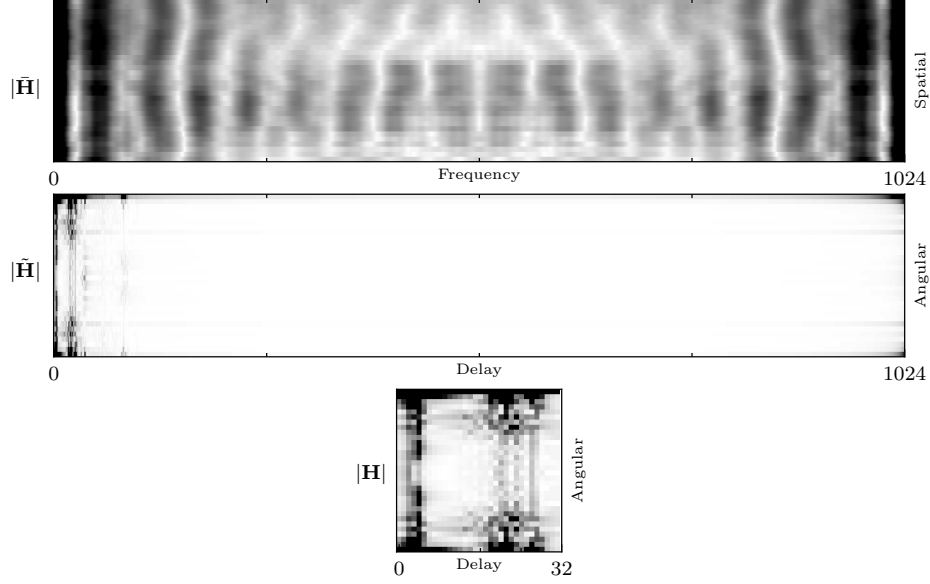 |H̄|
Spatial
0 Frequency 1024
|H̃|
Angular
0 Delay 1024
|H|
Angular
0 Delay 32